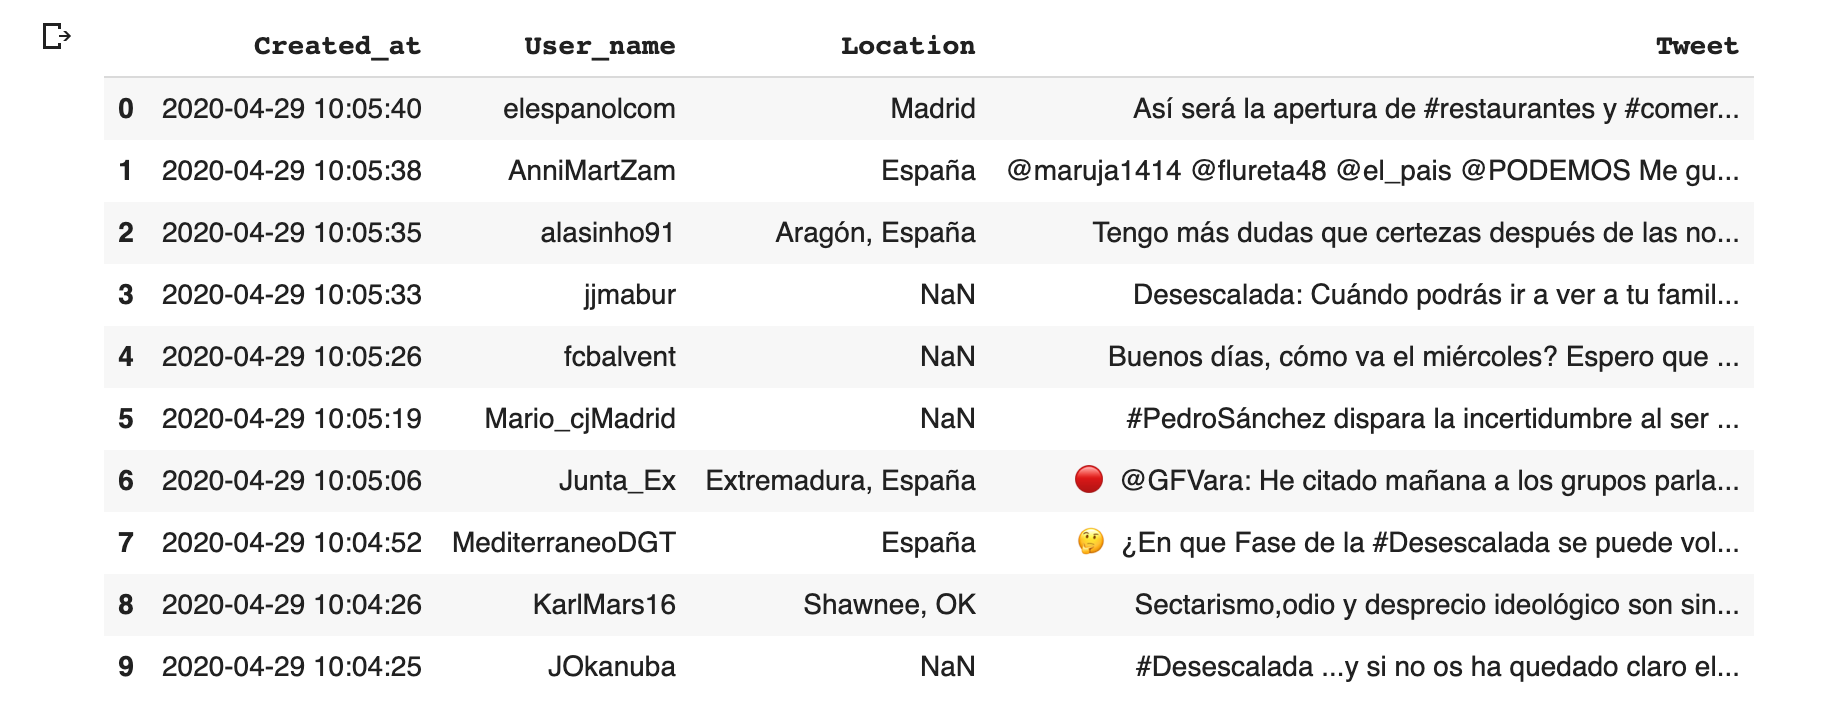 Created_at User_name Location Tweet
0 2020-04-29 10:05:40 elespanolcom Madrid Así será la apertura de #restaurantes y #comer...
1 2020-04-29 10:05:38 AnniMartZam España @maruja1414 @flureta48 @el_pais @PODEMOS Me gu...
2 2020-04-29 10:05:35 alasinho91 Aragón, España Tengo más dudas que certezas después de las no...
3 2020-04-29 10:05:33 jjmabur NaN Desescalada: Cuándo podrás ir a ver a tu famil...
4 2020-04-29 10:05:26 fcbalvent NaN Buenos días, cómo va el miércoles? Espero que ...
5 2020-04-29 10:05:19 Mario_cjMadrid NaN #PedroSánchez dispara la incertidumbre al ser ...
6 2020-04-29 10:05:06 Junta_Ex Extremadura, España 🔴 @GFVara: He citado mañana a los grupos parla...
7 2020-04-29 10:04:52 MediterraneoDGT España 🤔 ¿En que Fase de la #Desescalada se puede vol...
8 2020-04-29 10:04:26 KarlMars16 Shawnee, OK Sectarismo,odio y desprecio ideológico son sin...
9 2020-04-29 10:04:25 JOkanuba NaN #Desescalada ...y si no os ha quedado claro el...